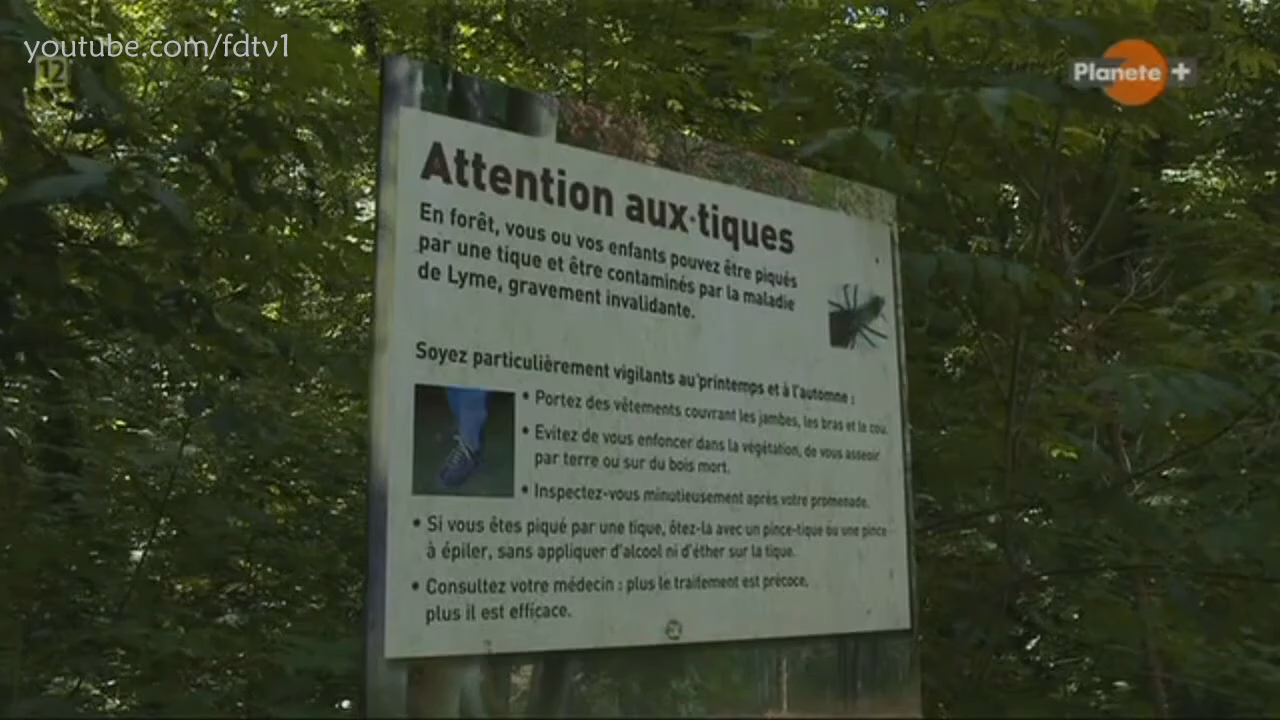 youtube.com/fdtv1
12
Planete +
Attention aux tiques
En forêt, vous ou vos enfants pouvez être piqués
par une tique et être contaminés par la maladie
de Lyme, gravement invalidante.
Soyez particulièrement vigilants au printemps et à l'automne :
• Portez des vêtements couvrant les jambes, les bras et le cou.
• Evitez de vous enfoncer dans la végétation, de vous asseoir
par terre ou sur du bois mort.
• Inspectez-vous minutieusement après votre promenade.
• Si vous êtes piqué par une tique, ôtez-la avec un pince-tique ou une pince
à épiler, sans appliquer d'alcool ni d'éther sur la tique.
• Consultez votre médecin : plus le traitement est précoce,
plus il est efficace.